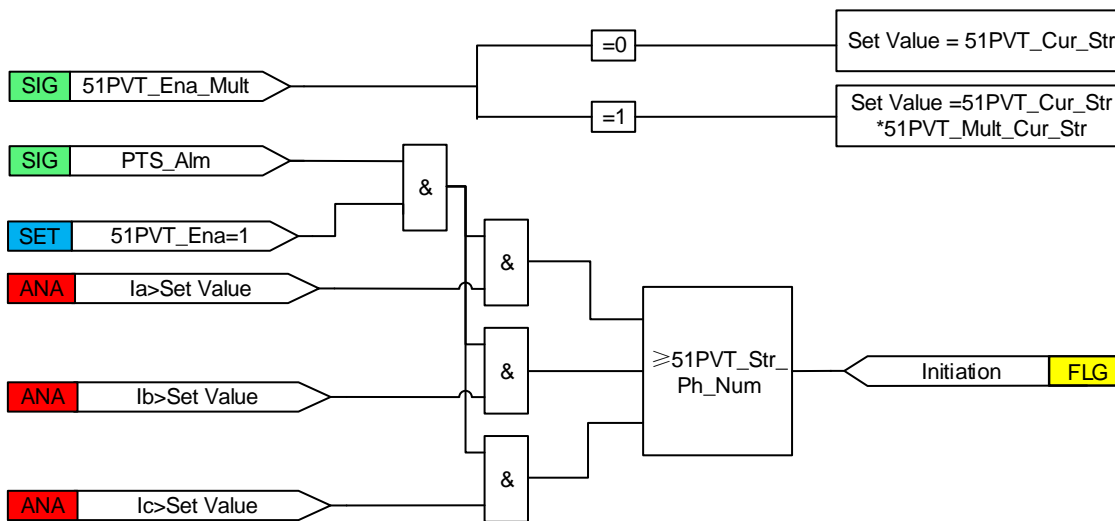 =0
Set Value = 51PVT_Cur_Str
SIG 51PVT_Ena_Mult
=1
Set Value =51PVT_Cur_Str
*51PVT_Mult_Cur_Str
SIG PTS_Alm
&
SET 51PVT_Ena=1
&
ANA Ia>Set Value
≥51PVT_Str_
Ph_Num
&
Initiation FLG
ANA Ib>Set Value
&
ANA Ic>Set Value